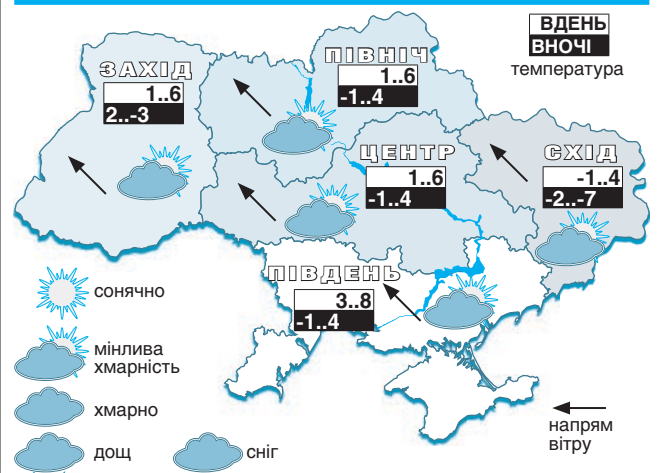 ВДЕНЬ
ВНОЧІ
температура
ЗАХІД
1..6
2..-3
ПІВНІЧ
1..6
-1..4
ЦЕНТР
1..6
-1..4
СХІД
-1..4
-2..-7
ПІВДЕНЬ
3..8
-1..4
сонячно
мінлива
хмарність
хмарно
дощ
сніг
напрям
вітру